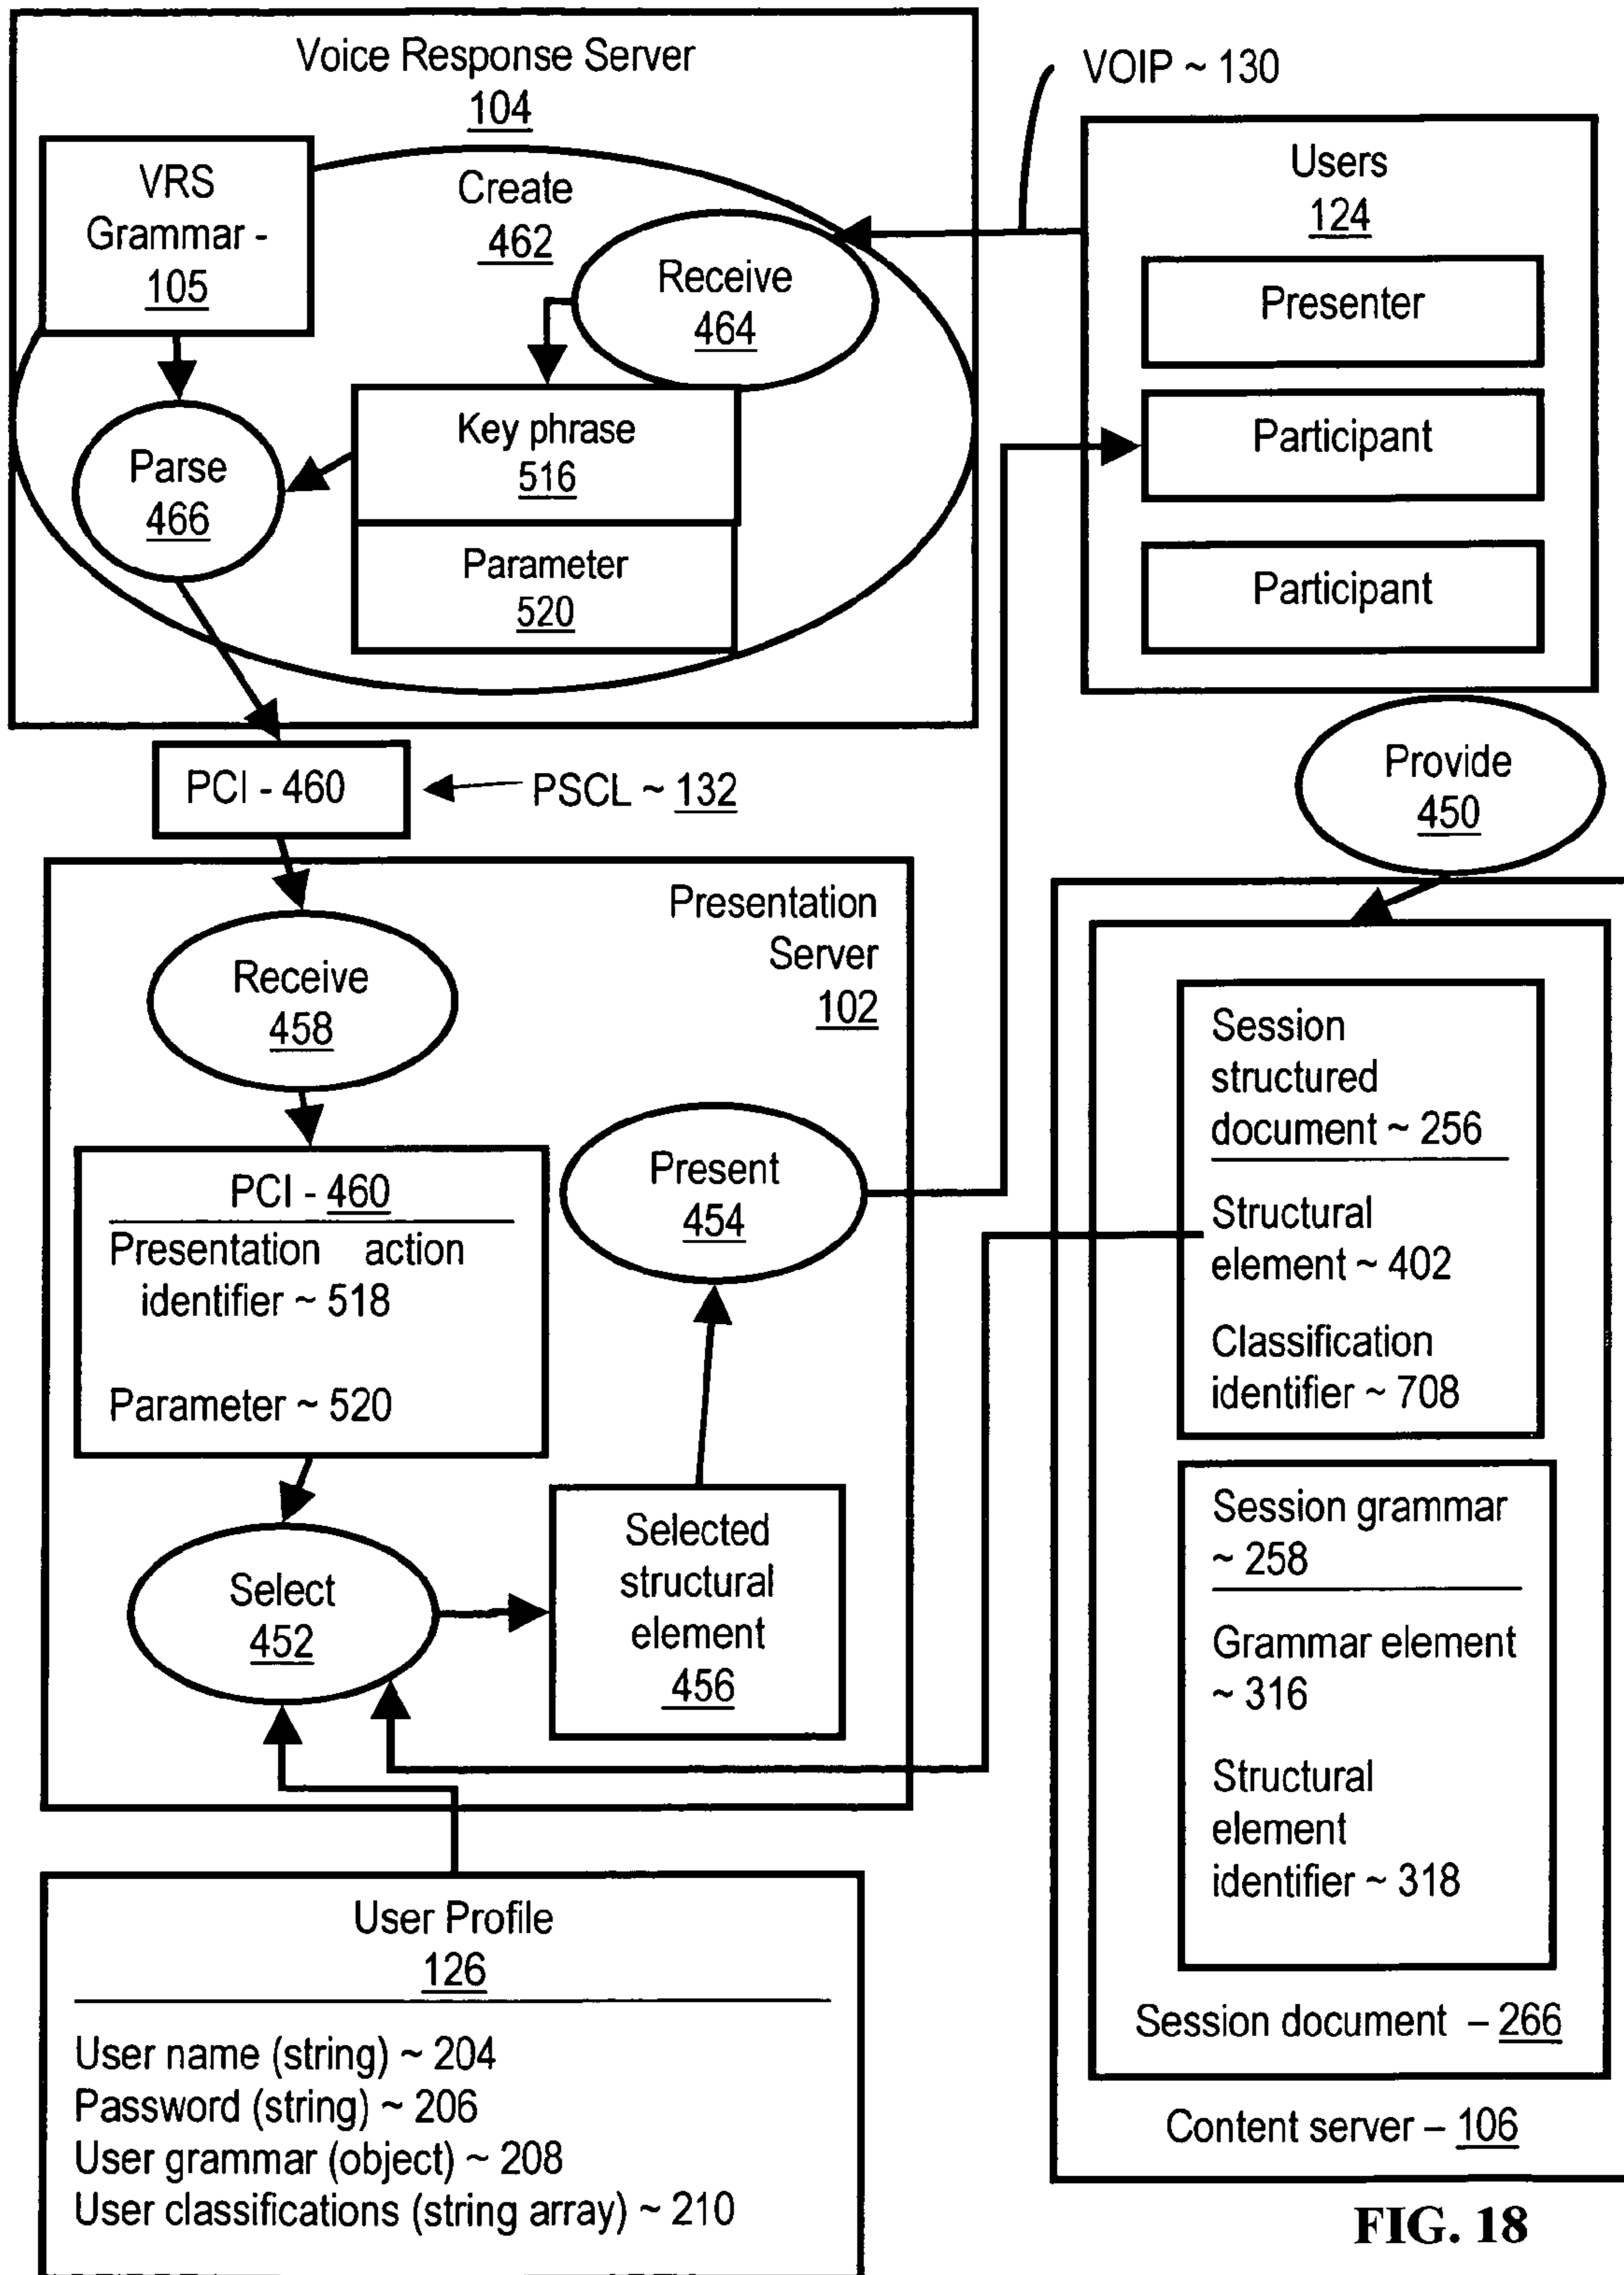 Voice Response Server
104
VOIP ~ 130
VRS
Grammar -
105
Create
462
Receive
464
Key phrase
516
Parameter
520
Parse
466
Users
124
Presenter
Participant
Participant
PCI - 460
PSCL ~ 132
Provide
450
Presentation
Server
102
Receive
458
PCI - 460
Presentation action
identifier ~ 518
Parameter ~ 520
Present
454
Select
452
Selected
structural
element
456
Session
structured
document ~ 256
Structural
element ~ 402
Classification
identifier ~ 708
Session grammar
~ 258
Grammar element
~ 316
Structural
element
identifier ~ 318
Session document – 266
Content server – 106
User Profile
126
User name (string) ~ 204
Password (string) ~ 206
User grammar (object) ~ 208
User classifications (string array) ~ 210
FIG. 18